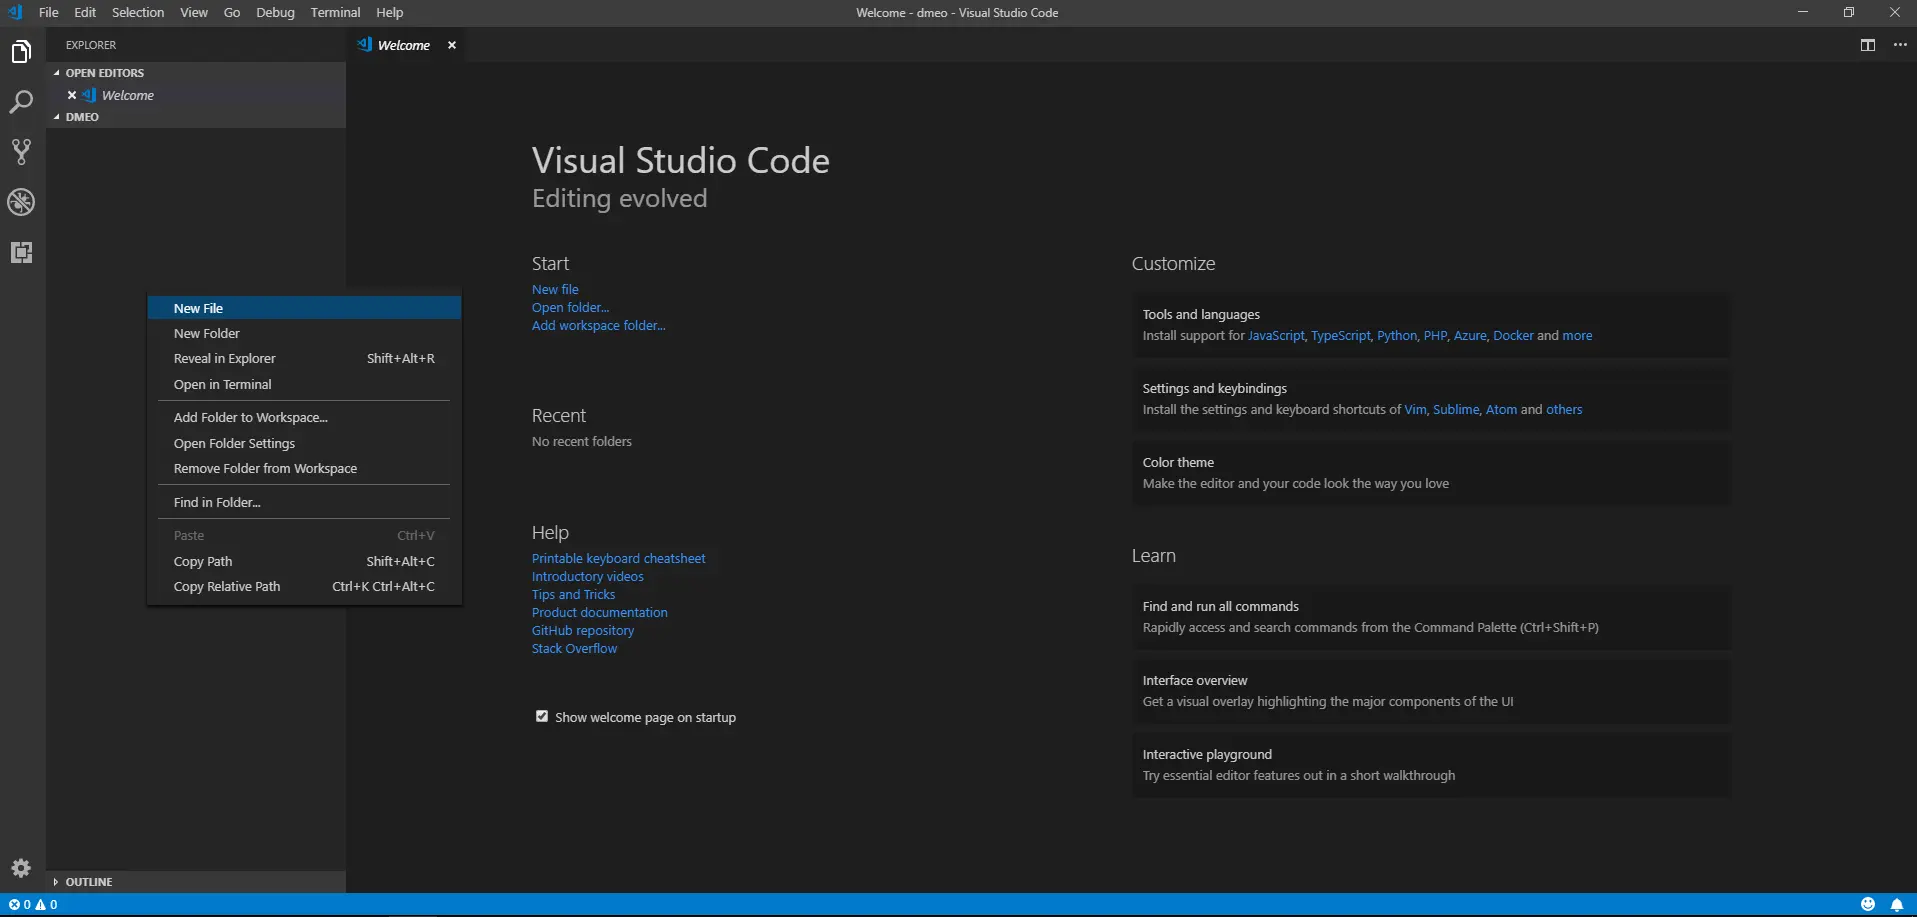 File Edit Selection View Go Debug Terminal Help
Welcome - dmeo - Visual Studio Code
EXPLORER
OPEN EDITORS
Welcome
DMEO
OUTLINE
Welcome
New File
New Folder
Reveal in Explorer Shift+Alt+R
Open in Terminal
Add Folder to Workspace...
Open Folder Settings
Remove Folder from Workspace
Find in Folder...
Paste Ctrl+V
Copy Path Shift+Alt+C
Copy Relative Path Ctrl+K Ctrl+Alt+C
Visual Studio Code
Editing evolved
Start
New file
Open folder...
Add workspace folder...
Recent
No recent folders
Help
Printable keyboard cheatsheet
Introductory videos
Tips and Tricks
Product documentation
GitHub repository
Stack Overflow
Show welcome page on startup
Customize
Tools and languages
Install support for JavaScript, TypeScript, Python, PHP, Azure, Docker and more
Settings and keybindings
Install the settings and keyboard shortcuts of Vim, Sublime, Atom and others
Color theme
Make the editor and your code look the way you love
Learn
Find and run all commands
Rapidly access and search commands from the Command Palette (Ctrl+Shift+P)
Interface overview
Get a visual overlay highlighting the major components of the UI
Interactive playground
Try essential editor features out in a short walkthrough
0 0